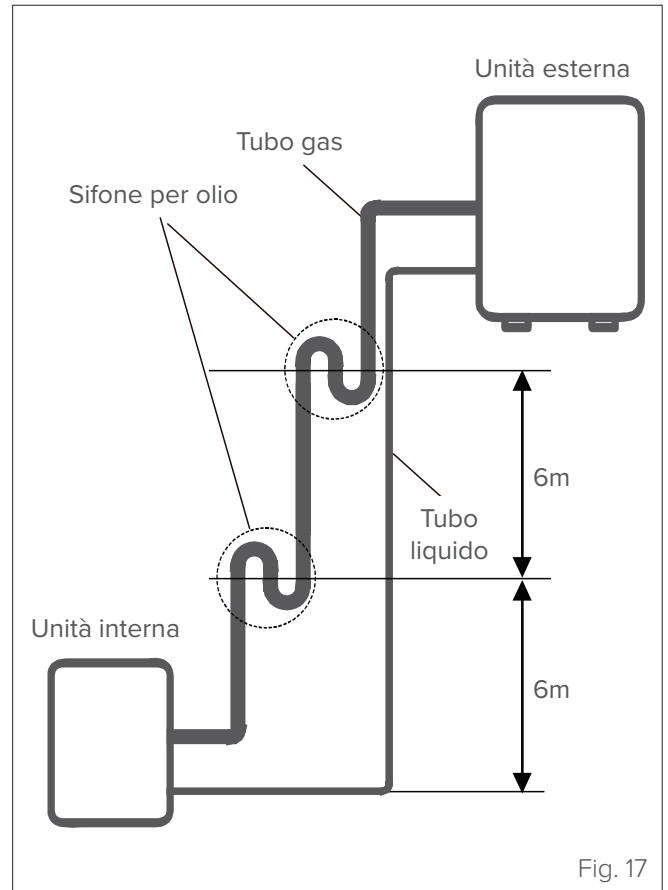 Unità esterna
Tubo gas
Sifone per olio
6m
Tubo
liquido
Unità interna
6m
Fig. 17